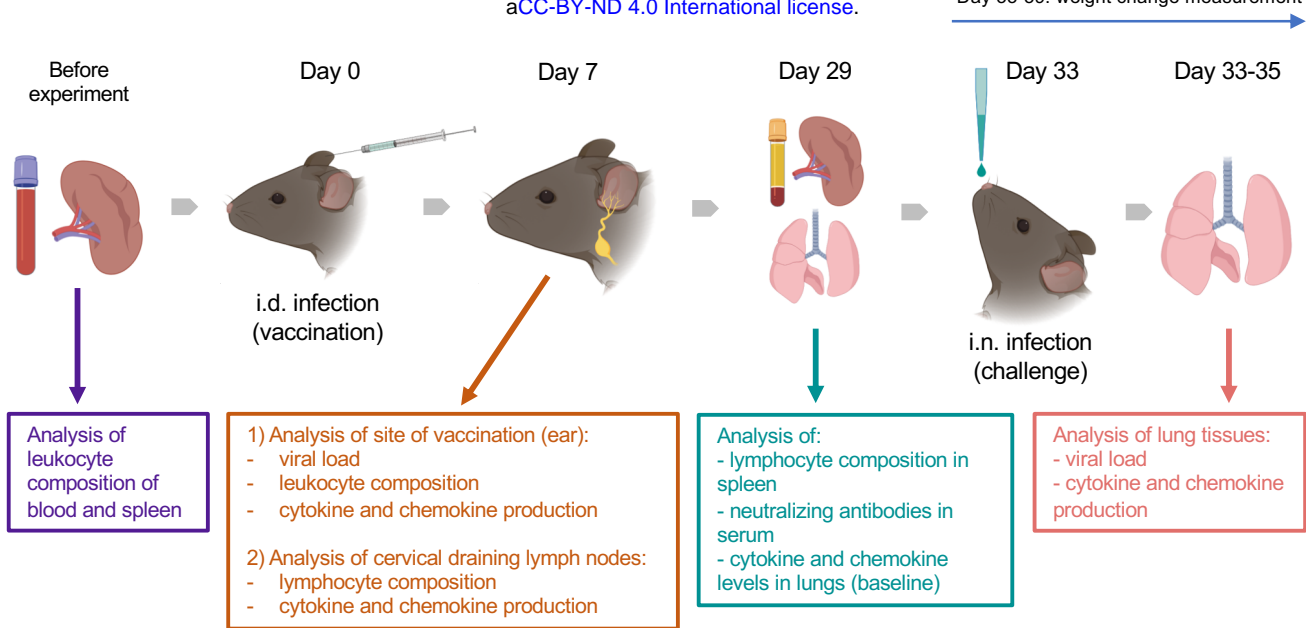 aCC-BY-ND 4.0 International license.
weight change measurement
Before
experiment
Day 0
Day 7
Day 29
Day 33
Day 33-35
i.d. infection
(vaccination)
i.n. infection
(challenge)
Analysis of
leukocyte
composition of
blood and spleen
1) Analysis of site of vaccination (ear):
- viral load
- leukocyte composition
- cytokine and chemokine production
2) Analysis of cervical draining lymph nodes:
- lymphocyte composition
- cytokine and chemokine production
Analysis of:
- lymphocyte composition in
spleen
- neutralizing antibodies in
serum
- cytokine and chemokine
levels in lungs (baseline)
Analysis of lung tissues:
- viral load
- cytokine and chemokine
production